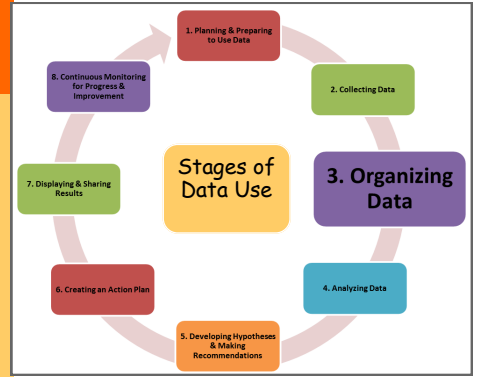 1. Planning & Preparing
to Use Data
2. Collecting Data
3. Organizing
Data
4. Analyzing Data
5. Developing Hypotheses
& Making
Recommendations
6. Creating an Action Plan
7. Displaying & Sharing
Results
8. Continuous Monitoring
for Progress &
Improvement
Stages of
Data Use